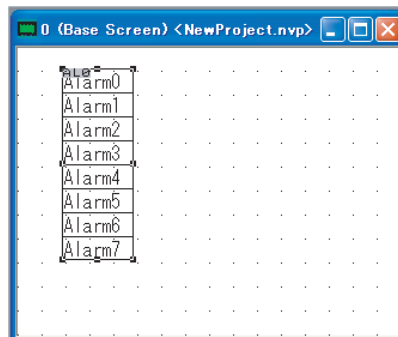 0 (Base Screen) <NewProject.nvp>
AL0
Alarm0
Alarm1
Alarm2
Alarm3
Alarm4
Alarm5
Alarm6
Alarm7